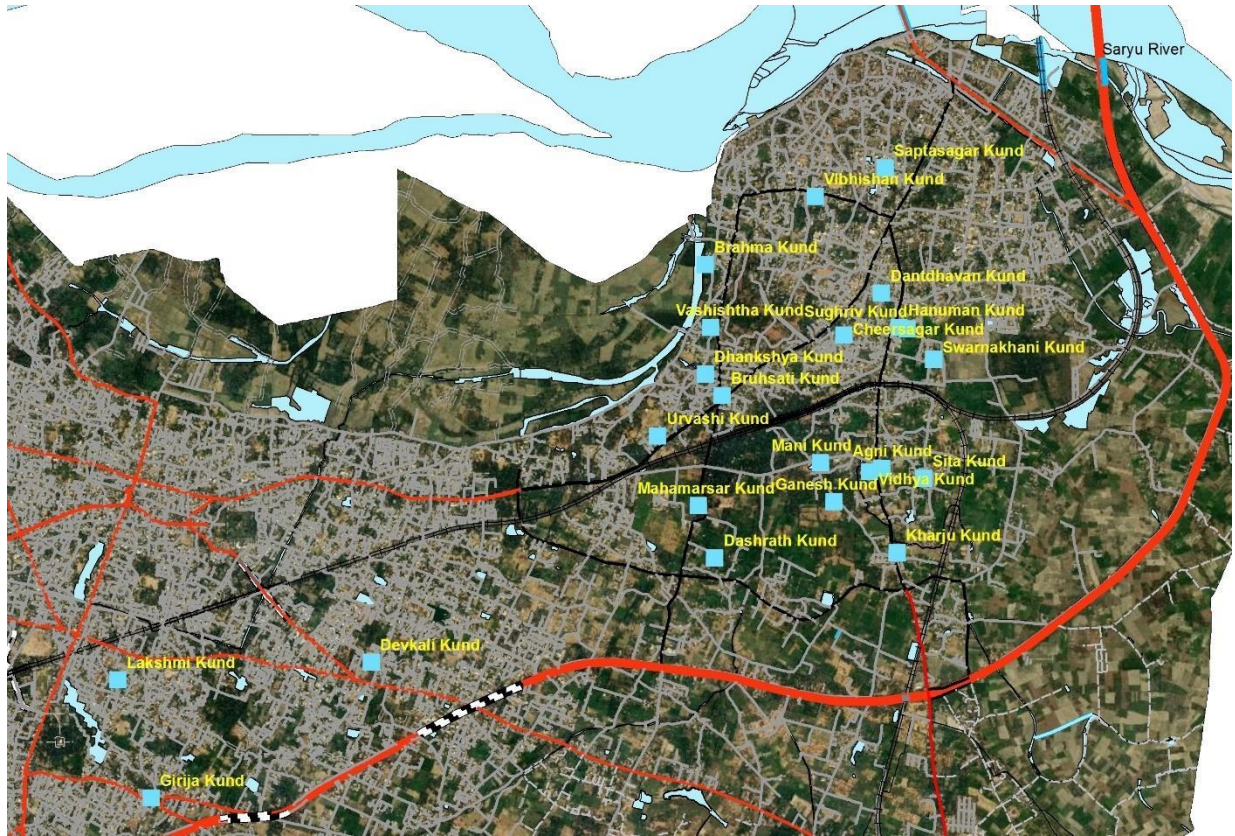 Saryu River
Saptasagar Kund
Vibhishan Kund
Brahma Kund
Dantdhavan Kund
Vashishtha Kund
Sughriv Kund
Hanuman Kund
Cheersagar Kund
Swarnakhani Kund
Dhankshya Kund
Bruhsati Kund
Urvashi Kund
Mani Kund
Agni Kund
Sita Kund
Mahamarsar Kund
Ganesh Kund
Vidhya Kund
Dashrath Kund
Kharju Kund
Devkali Kund
Lakshmi Kund
Girija Kund